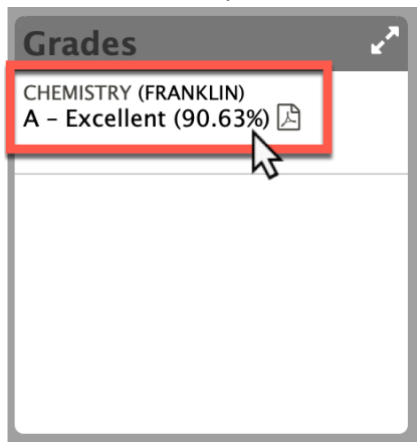 Grades
CHEMISTRY (FRANKLIN)
A – Excellent (90.63%)